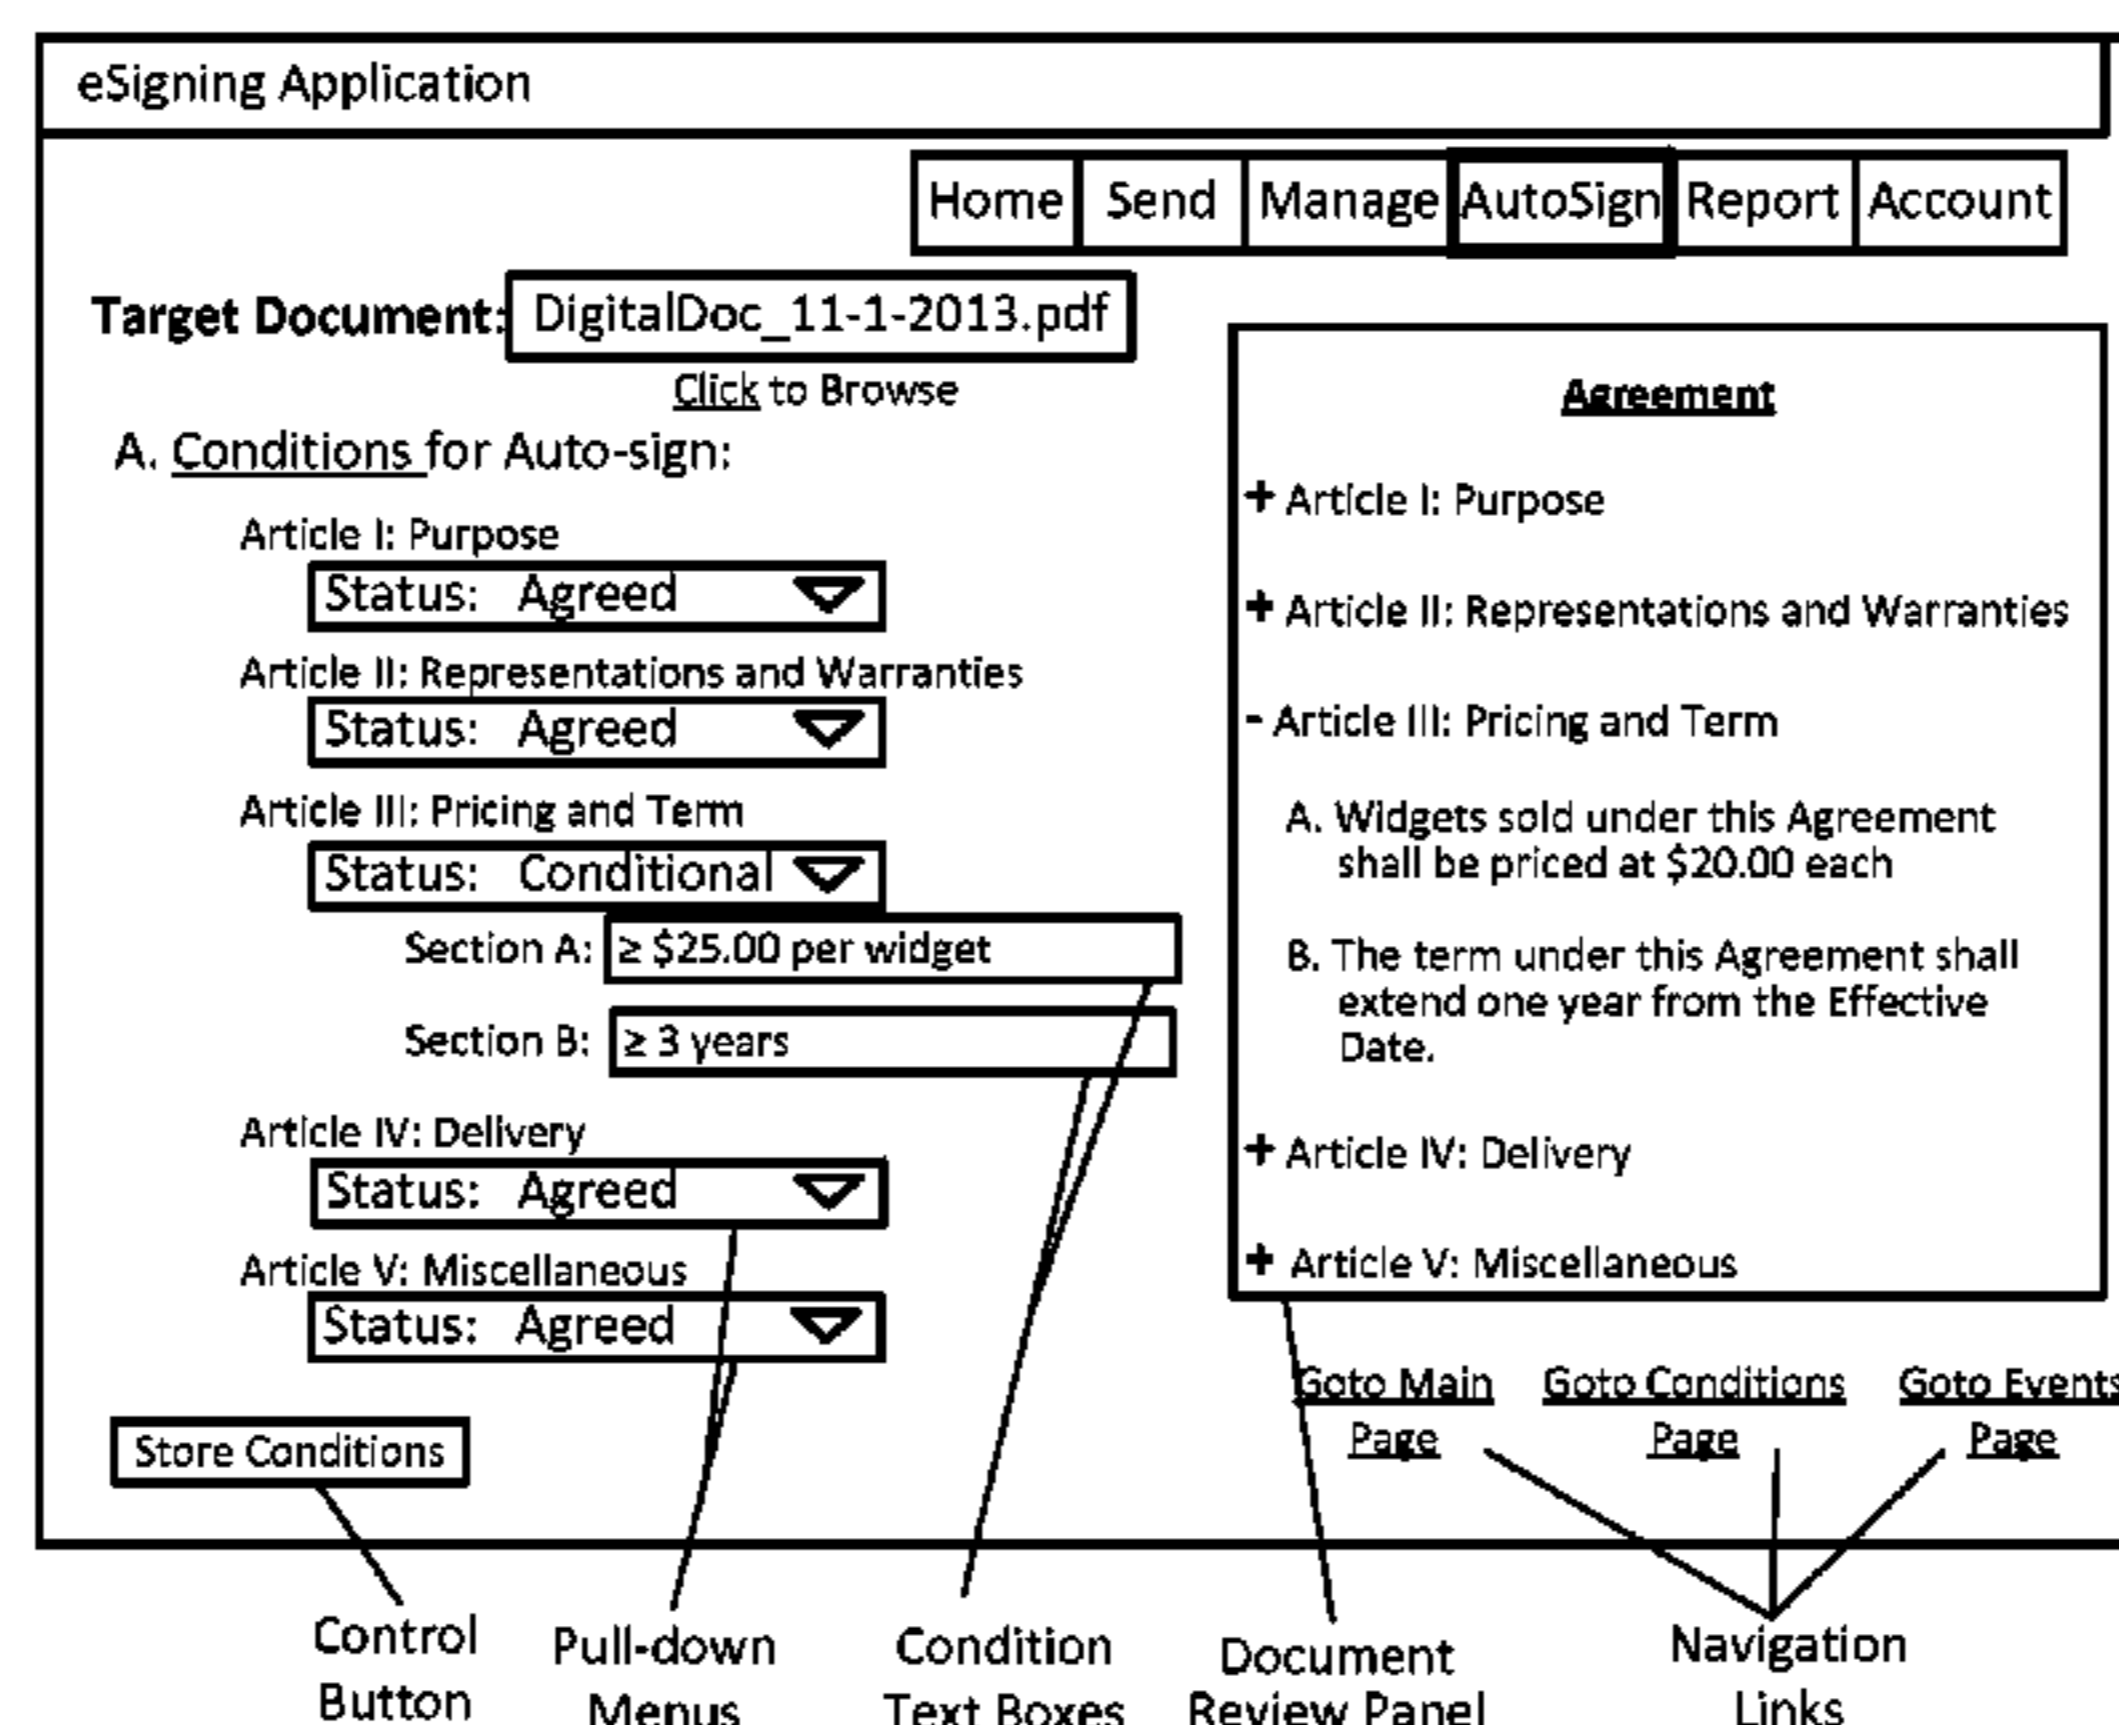 eSigning Application
Home Send Manage AutoSign Report Account
Target Document: DigitalDoc_11-1-2013.pdf
Click to Browse
A. Conditions for Auto-sign:
Article I: Purpose
Status: Agreed
Article II: Representations and Warranties
Status: Agreed
Article III: Pricing and Term
Status: Conditional
Section A: ≥ $25.00 per widget
Section B: ≥ 3 years
Article IV: Delivery
Status: Agreed
Article V: Miscellaneous
Status: Agreed
Store Conditions
Agreement
+ Article I: Purpose
+ Article II: Representations and Warranties
- Article III: Pricing and Term
A. Widgets sold under this Agreement
shall be priced at $20.00 each
B. The term under this Agreement shall
extend one year from the Effective
Date.
+ Article IV: Delivery
+ Article V: Miscellaneous
Goto Main
Page
Goto Conditions
Page
Goto Events
Page
Control
Button
Pull-down
Menus
Condition
Text Boxes
Document
Review Panel
Navigation
Links